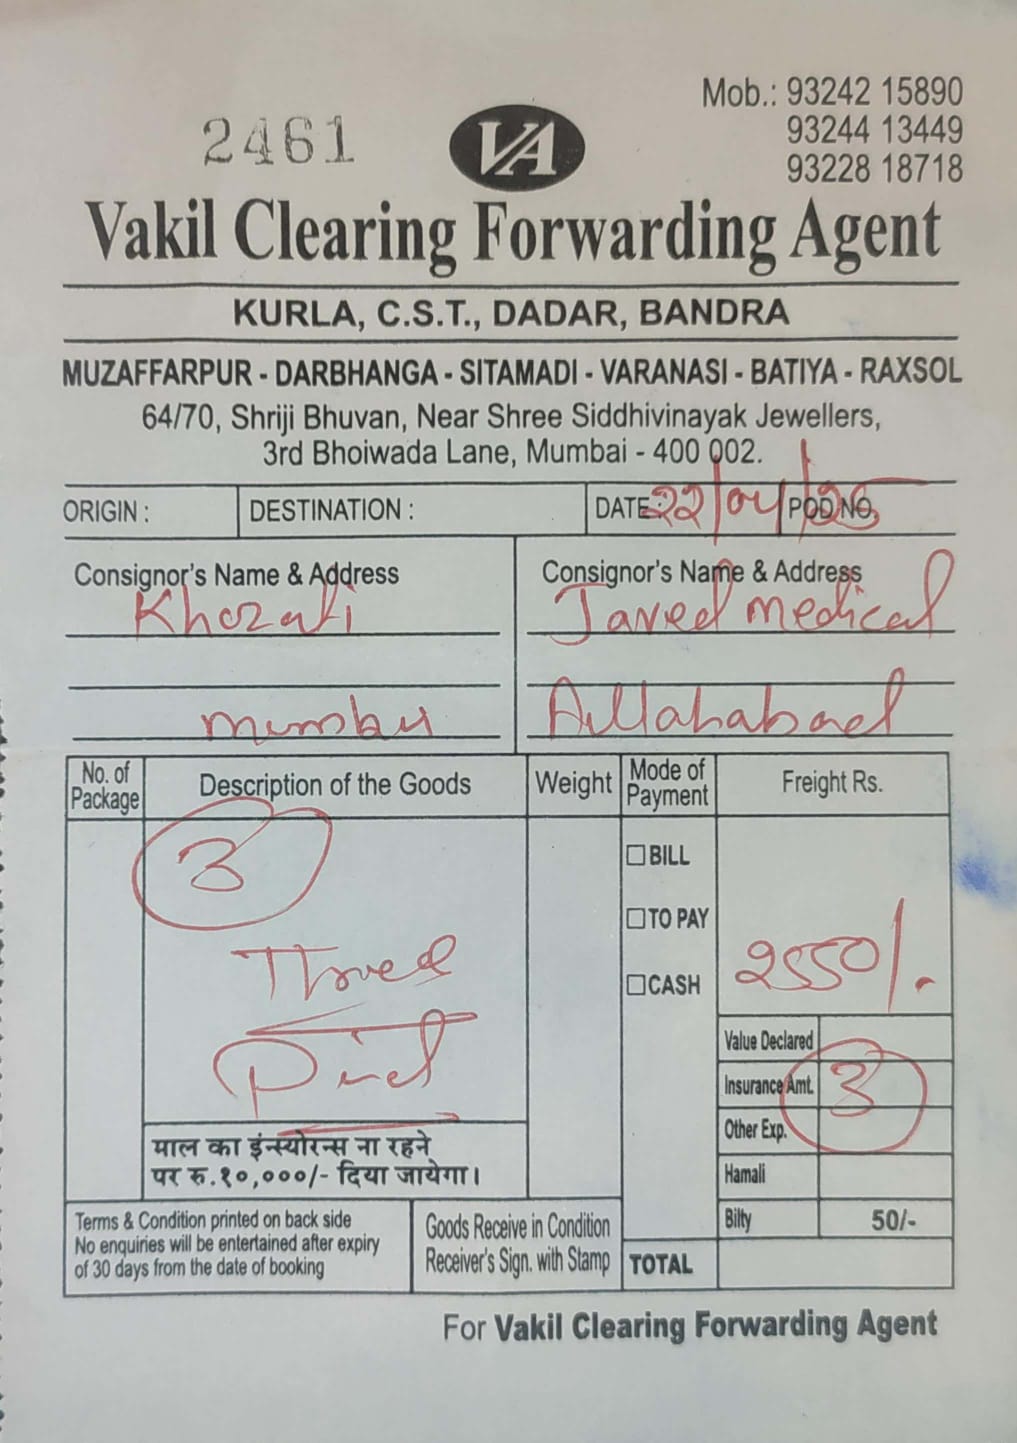 Mob.: 93242 15890
93244 13449
93228 18718
2461
VA
Vakil Clearing Forwarding Agent
KURLA, C.S.T., DADAR, BANDRA
MUZAFFARPUR - DARBHANGA - SITAMADI - VARANASI - BATIYA - RAXSOL
64/70, Shriji Bhuvan, Near Shree Siddhivinayak Jewellers,
3rd Bhoiwada Lane, Mumbai - 400 002.
ORIGIN : DESTINATION : DATE : 22/04/25 POD NO.
Consignor's Name & Address Consignor's Name & Address
Javed medical
Allahabad
No. of Package Description of the Goods Weight Mode of Payment Freight Rs.
3
BILL
TO PAY
CASH
2550/-
Value Declared
Insurance Amt. 3
Other Exp.
Hamali
Bilty 50/-
TOTAL
माल का इंन्स्योरन्स ना रहने
पर रु.१०,०००/- दिया जायेगा।
Terms & Condition printed on back side
No enquiries will be entertained after expiry
of 30 days from the date of booking
Goods Receive in Condition
Receiver's Sign. with Stamp
For Vakil Clearing Forwarding Agent